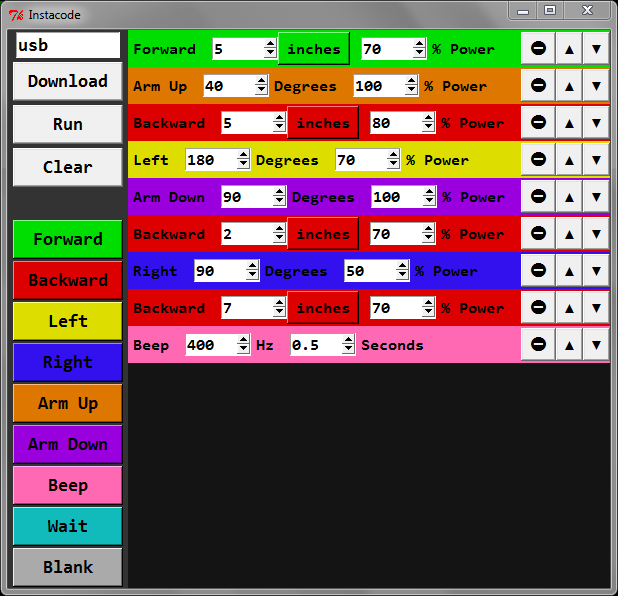 Instacode
usb
Download
Run
Clear
Forward
Backward
Left
Right
Arm Up
Arm Down
Beep
Wait
Blank
Forward 5 inches 70 % Power
Arm Up 40 Degrees 100 % Power
Backward 5 inches 80 % Power
Left 180 Degrees 70 % Power
Arm Down 90 Degrees 100 % Power
Backward 2 inches 70 % Power
Right 90 Degrees 50 % Power
Backward 7 inches 70 % Power
Beep 400 Hz 0.5 Seconds